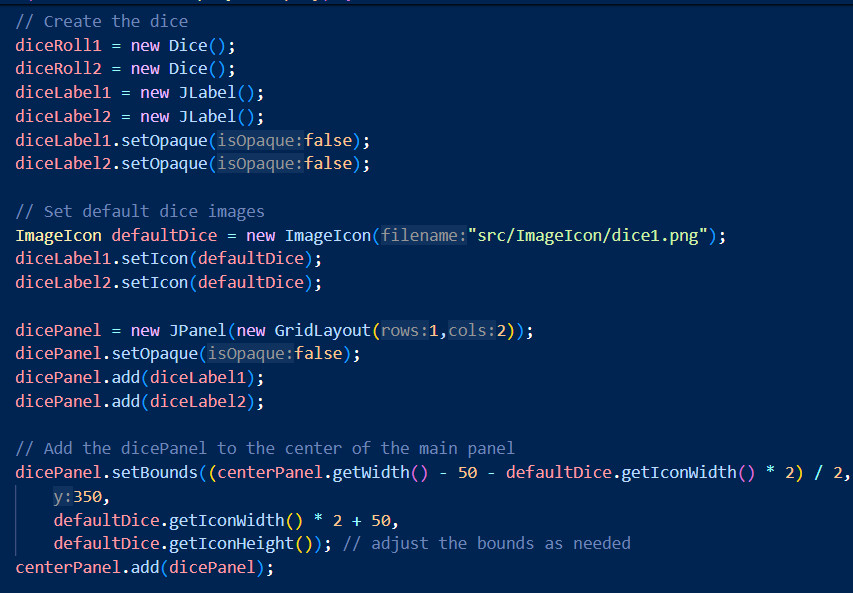 // Create the dice
diceRoll1 = new Dice();
diceRoll2 = new Dice();
diceLabel1 = new JLabel();
diceLabel2 = new JLabel();
diceLabel1.setOpaque(isOpaque:false);
diceLabel2.setOpaque(isOpaque:false);
// Set default dice images
ImageIcon defaultDice = new ImageIcon(filename:"src/ImageIcon/dice1.png");
diceLabel1.setIcon(defaultDice);
diceLabel2.setIcon(defaultDice);
dicePanel = new JPanel(new GridLayout(rows:1,cols:2));
dicePanel.setOpaque(isOpaque:false);
dicePanel.add(diceLabel1);
dicePanel.add(diceLabel2);
// Add the dicePanel to the center of the main panel
dicePanel.setBounds((centerPanel.getWidth() - 50 - defaultDice.getIconWidth() * 2) / 2,
y:350,
defaultDice.getIconWidth() * 2 + 50,
defaultDice.getIconHeight()); // adjust the bounds as needed
centerPanel.add(dicePanel);